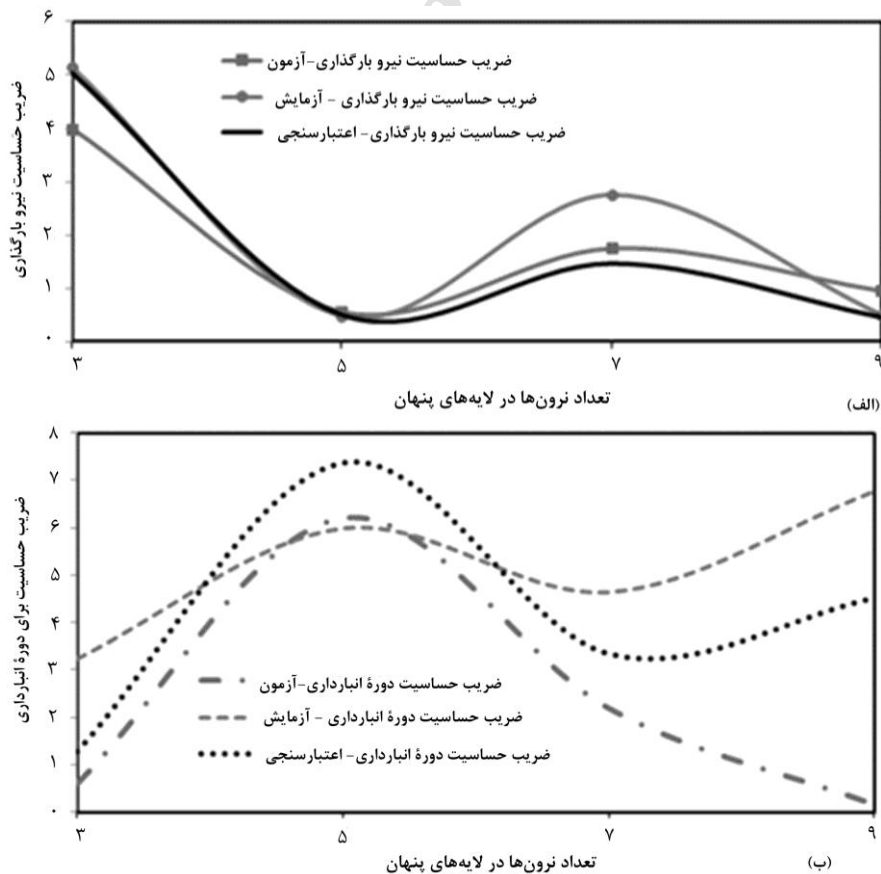 ضریب حساسیت نیرو بارگذاری
۶
۵
۴
۳
۲
۱
۰
ضریب حساسیت نیرو بارگذاری-آزمون
ضریب حساسیت نیرو بارگذاری - آزمایش
ضریب حساسیت نیرو بارگذاری- اعتبارسنجی
۳ ۵ ۷ ۹
تعداد نرون‌ها در لایه‌های پنهان
(الف)
ضریب حساسیت برای دورهٔ انبارداری
۸
۷
۶
۵
۴
۳
۲
۱
۰
ضریب حساسیت دورهٔ انبارداری-آزمون
ضریب حساسیت دورهٔ انبارداری - آزمایش
ضریب حساسیت دورهٔ انبارداری- اعتبارسنجی
۳ ۵ ۷ ۹
تعداد نرون‌ها در لایه‌های پنهان
(ب)